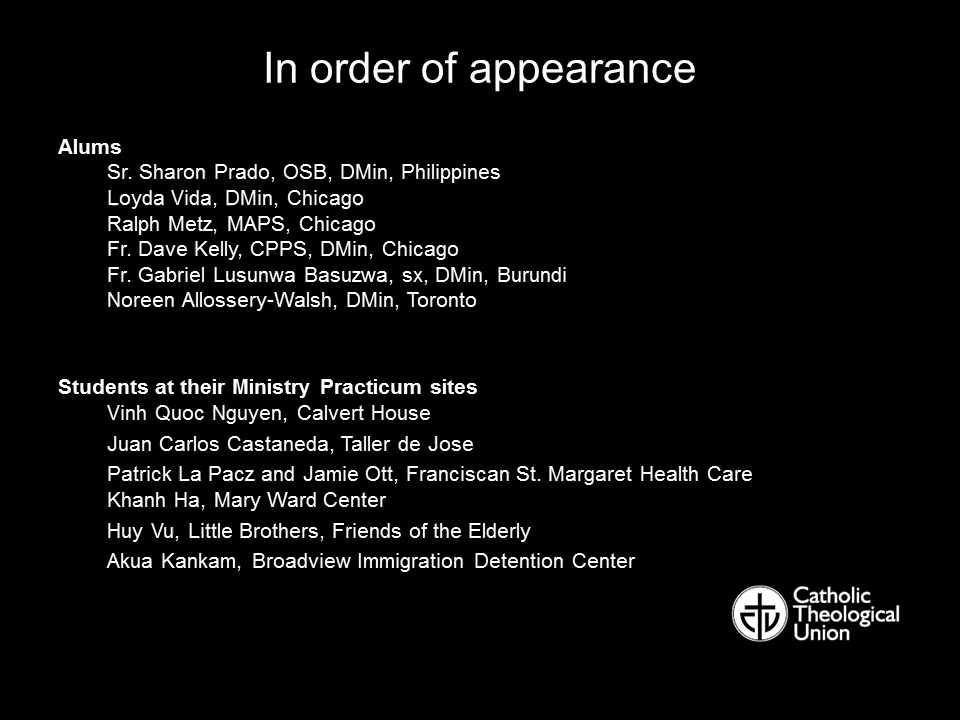 In order of appearance
Alums
Sr. Sharon Prado, OSB, DMin, Philippines
Loyda Vida, DMin, Chicago
Ralph Metz, MAPS, Chicago
Fr. Dave Kelly, CPPS, DMin, Chicago
Fr. Gabriel Lusunwa Basuzwa, sx, DMin, Burundi
Noreen Allossery-Walsh, DMin, Toronto
Students at their Ministry Practicum sites
Vinh Quoc Nguyen, Calvert House
Juan Carlos Castaneda, Taller de Jose
Patrick La Pacz and Jamie Ott, Franciscan St. Margaret Health Care
Khanh Ha, Mary Ward Center
Huy Vu, Little Brothers, Friends of the Elderly
Akua Kankam, Broadview Immigration Detention Center
Catholic
Theological
Union